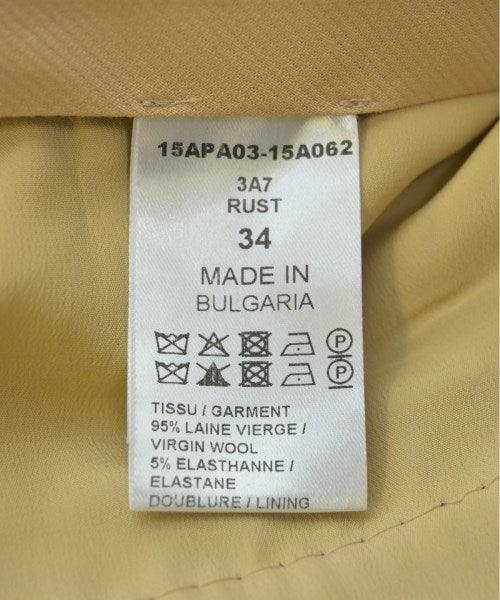 15APA03-15A062
3A7
RUST
34
MADE IN
BULGARIA
P
P
TISSU / GARMENT
95% LAINE VIERGE /
VIRGIN WOOL
5% ELASTHANNE /
ELASTANE
DOUBLURE / LINING